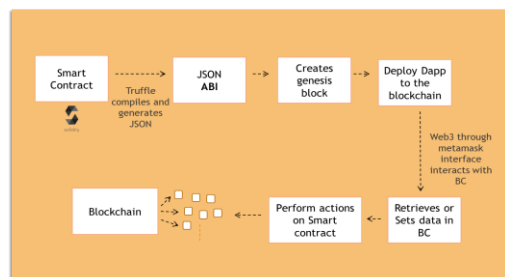 Smart
Contract
solidity
Truffle
compiles and
generates
JSON
JSON
ABI
Creates
genesis
block
Deploy Dapp
to the
blockchain
Web3 through
metamask
interface
interacts with
BC
Retrieves or
Sets data in
BC
Perform actions
on Smart
contract
Blockchain